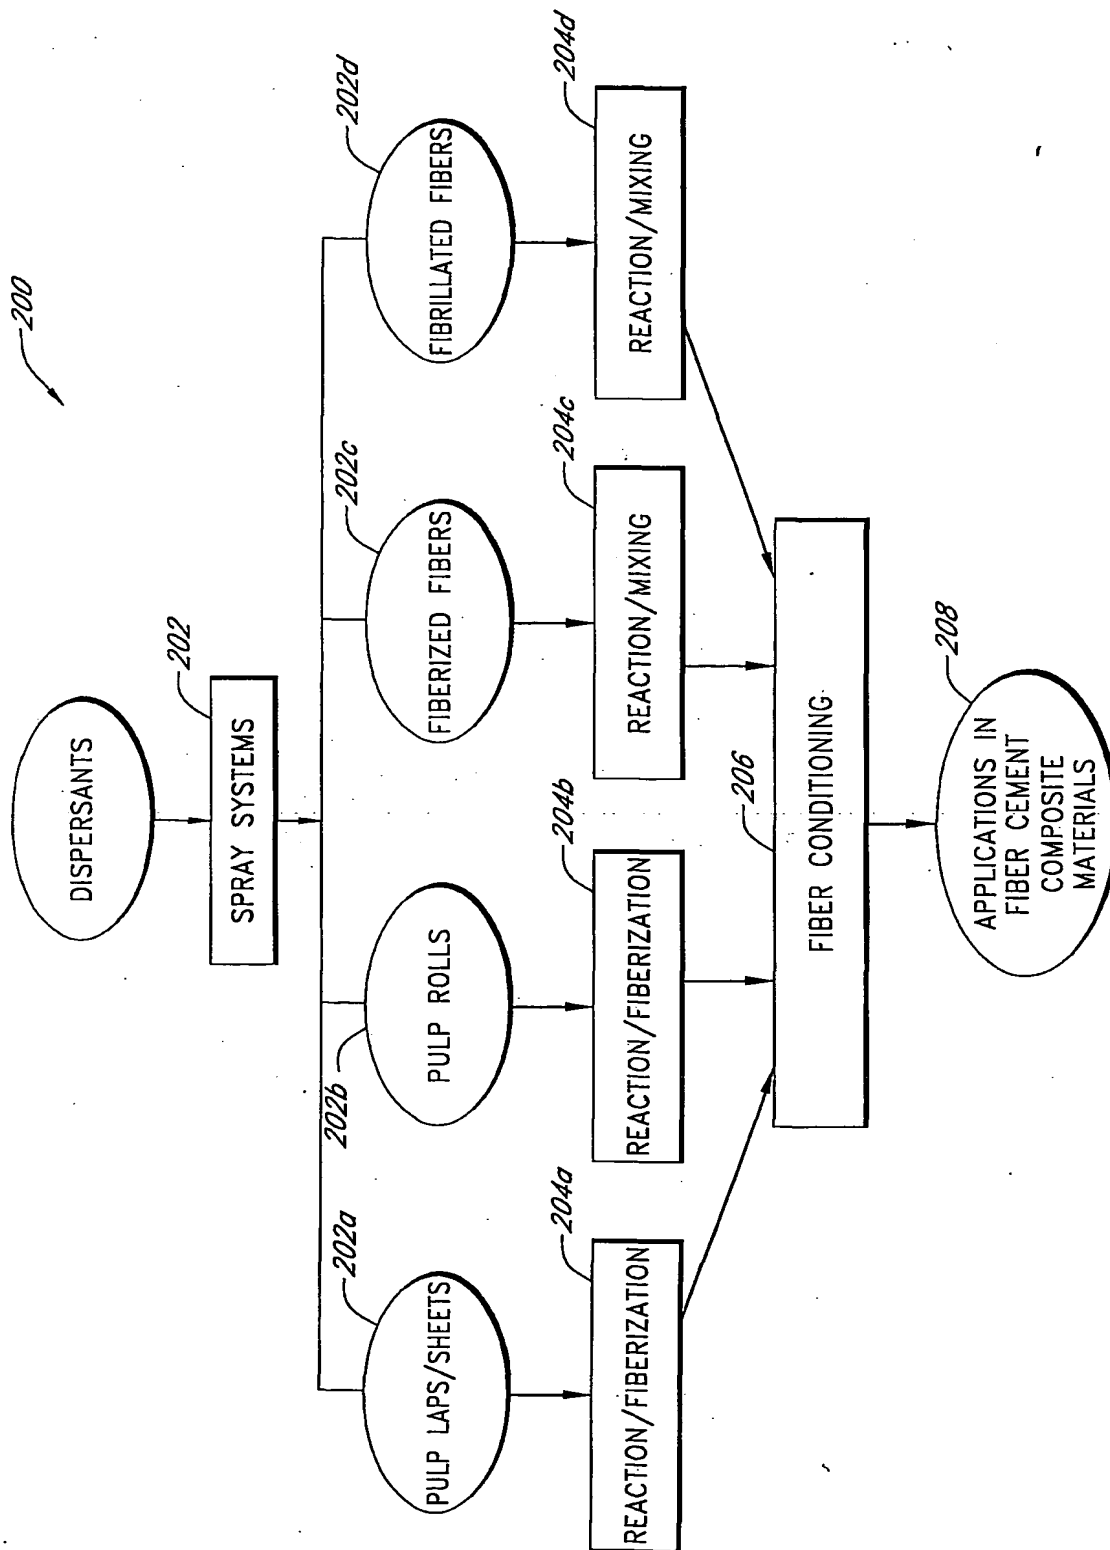 200
DISPERSANTS
202
SPRAY SYSTEMS
202a
PULP LAPS/SHEETS
202b
PULP ROLLS
202c
FIBERIZED FIBERS
202d
FIBRILLATED FIBERS
204a
REACTION/FIBERIZATION
204b
REACTION/FIBERIZATION
204c
REACTION/MIXING
204d
REACTION/MIXING
206
FIBER CONDITIONING
208
APPLICATIONS IN
FIBER CEMENT
COMPOSITE
MATERIALS